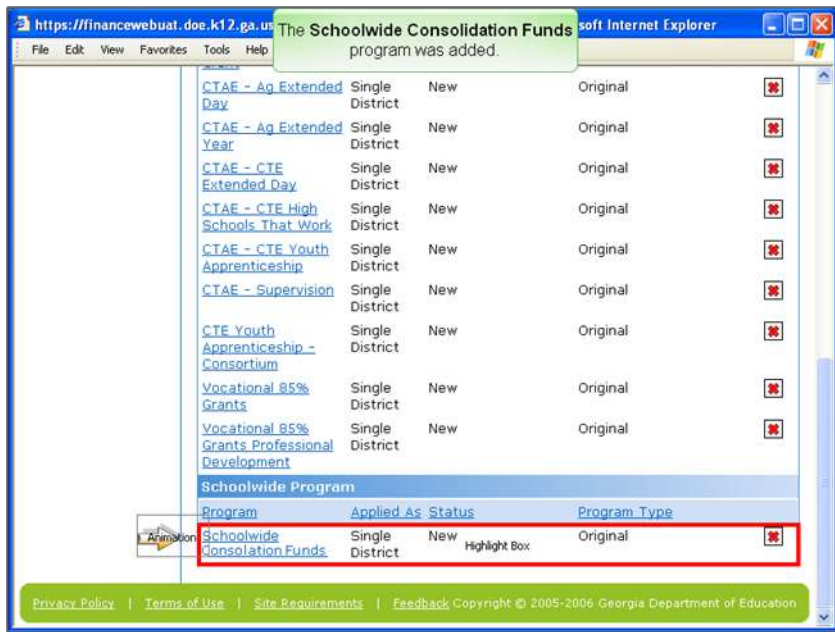 https://financewebuat.doe.k12.ga.us
The Schoolwide Consolidation Funds
program was added.
soft Internet Explorer
File Edit View Favorites Tools Help
CTAE - Ag Extended Single New Original
Day District
CTAE - Ag Extended Single New Original
Year District
CTAE - CTE Single New Original
Extended Day District
CTAE - CTE High Single New Original
Schools That Work District
CTAE - CTE Youth Single New Original
Apprenticeship District
CTAE - Supervision Single New Original
District
CTE Youth Single New Original
Apprenticeship - District
Consortium
Vocational 85% Single New Original
Grants District
Vocational 85% Single New Original
Grants Professional District
Development
Schoolwide Program
Program Applied As Status Program Type
Animation Schoolwide Single New Highlight Box Original
Consolation Funds District
Privacy Policy | Terms of Use | Site Requirements | Feedback Copyright © 2005-2006 Georgia Department of Education